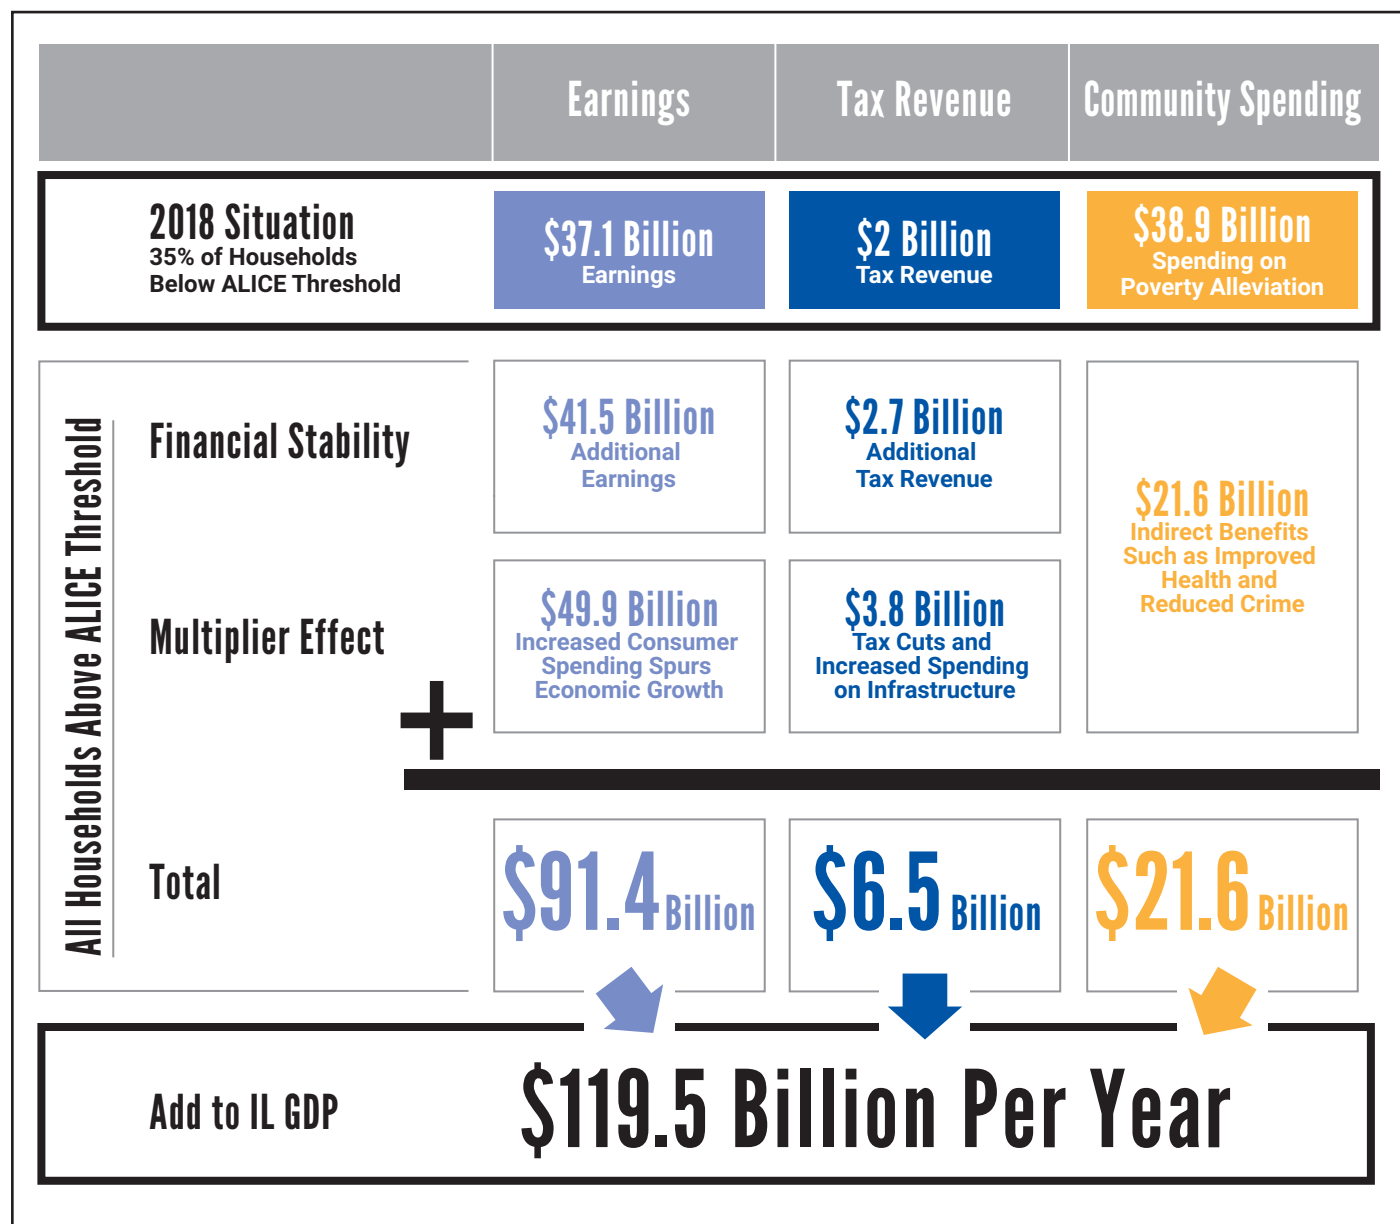 Earnings
Tax Revenue
Community Spending
2018 Situation
35% of Households
Below ALICE Threshold
$37.1 Billion
Earnings
$2 Billion
Tax Revenue
$38.9 Billion
Spending on
Poverty Alleviation
All Households Above ALICE Threshold
Financial Stability
$41.5 Billion
Additional
Earnings
$2.7 Billion
Additional
Tax Revenue
$21.6 Billion
Indirect Benefits
Such as Improved
Health and
Reduced Crime
Multiplier Effect
$49.9 Billion
Increased Consumer
Spending Spurs
Economic Growth
$3.8 Billion
Tax Cuts and
Increased Spending
on Infrastructure
+
Total
$91.4 Billion
$6.5 Billion
$21.6 Billion
Add to IL GDP
$119.5 Billion Per Year